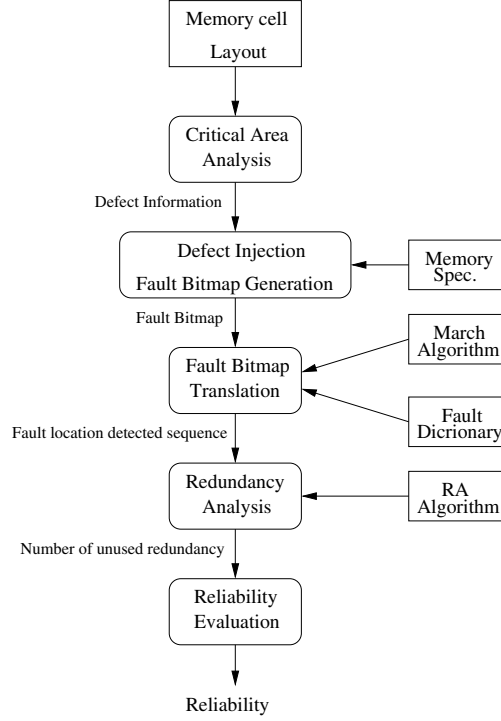 Memory cell
Layout
Critical Area
Analysis
Defect Information
Defect Injection
Fault Bitmap Generation
Memory
Spec.
Fault Bitmap
March
Algorithm
Fault Bitmap
Translation
Fault
Dicrionary
Fault location detected sequence
Redundancy
Analysis
RA
Algorithm
Number of unused redundancy
Reliability
Evaluation
Reliability